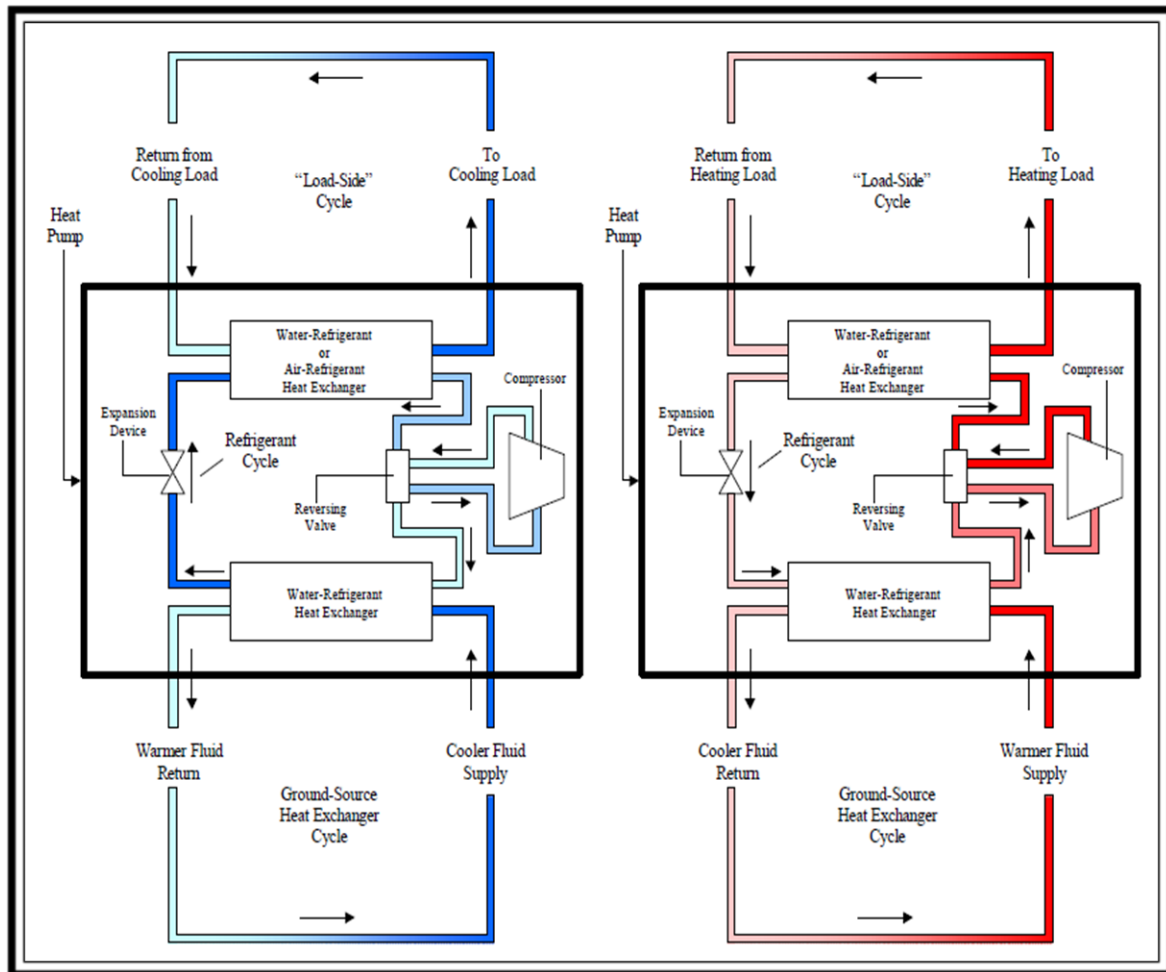 Return from
Cooling Load
“Load-Side”
Cycle
To
Cooling Load
Heat
Pump
Water-Refrigerant
or
Air-Refrigerant
Heat Exchanger
Compressor
Expansion
Device
Refrigerant
Cycle
Reversing
Valve
Water-Refrigerant
Heat Exchanger
Warmer Fluid
Return
Cooler Fluid
Supply
Ground-Source
Heat Exchanger
Cycle
Return from
Heating Load
“Load-Side”
Cycle
To
Heating Load
Heat
Pump
Water-Refrigerant
or
Air-Refrigerant
Heat Exchanger
Compressor
Expansion
Device
Refrigerant
Cycle
Reversing
Valve
Water-Refrigerant
Heat Exchanger
Cooler Fluid
Return
Warmer Fluid
Supply
Ground-Source
Heat Exchanger
Cycle